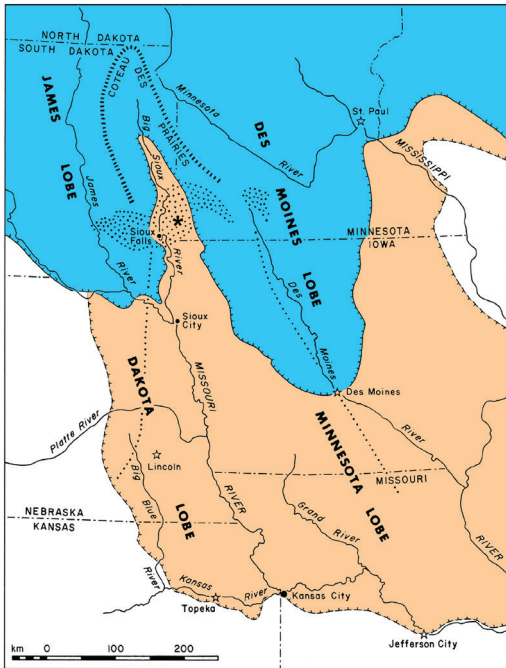 NORTH DAKOTA
SOUTH DAKOTA
JAMES
LOBE
COTEAU
DES
PRAIRIES
Minnesota
River
St. Paul
MISSISSIPPI
DES
MOINES
LOBE
Big
Sioux
River
James
River
Sioux
Falls
*
MINNESOTA
IOWA
Des
Moines
River
Sioux
City
Des Moines
DAKOTA
LOBE
MISSOURI
RIVER
MINNESOTA
LOBE
Platte River
Lincoln
Big
Blue
River
MISSOURI
Grand
River
RIVER
NEBRASKA
KANSAS
Kansas
River
Topeka
Kansas City
Jefferson City
km 0 100 200